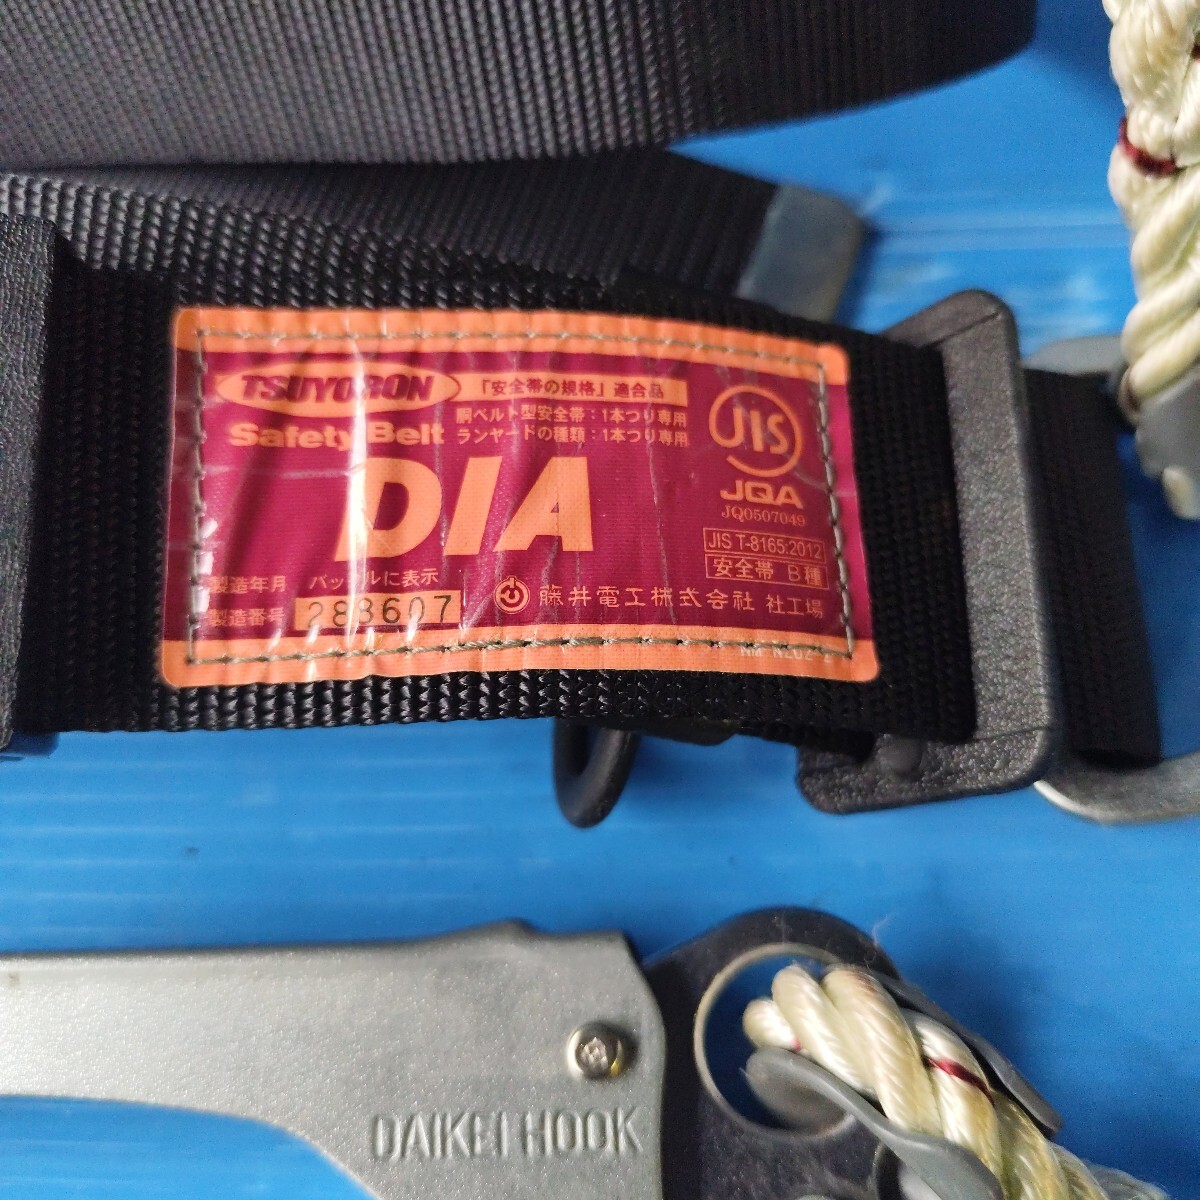 TSUYORON
「安全帯の規格」適合品
胴ベルト型安全帯：1本つり専用
Safety Belt
ランヤードの種類：1本つり専用
DIA
JIS
JQA
JQ0507049
JIS T-8165:2012
安全帯 B種
製造年月 バックルに表示
製造番号 288607
藤井電工株式会社 社工場
DAIKEI HOOK